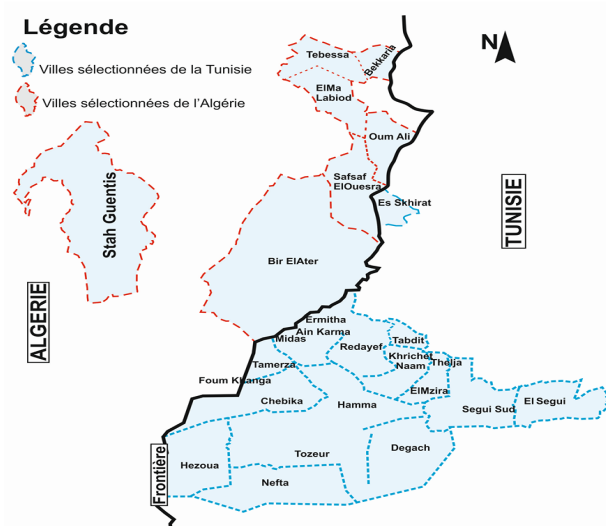 Légende
Villes sélectionnées de la Tunisie
Villes sélectionnées de l'Algérie
N
Tebessa
Bekkaria
ElMa
Labiod
Oum Ali
Safsaf
ElOuesra
Es Skhirat
Stah Guentis
TUNISIE
Bir ElAter
ALGERIE
Ermitha
Ain Karma
Midas
Redayef
Tabdit
Khrichet
Naam
Thelja
Tamerza
Foum Khanga
ElMzira
Chebika
Hamma
Segui Sud
El Segui
Frontière
Hezoua
Tozeur
Degach
Nefta